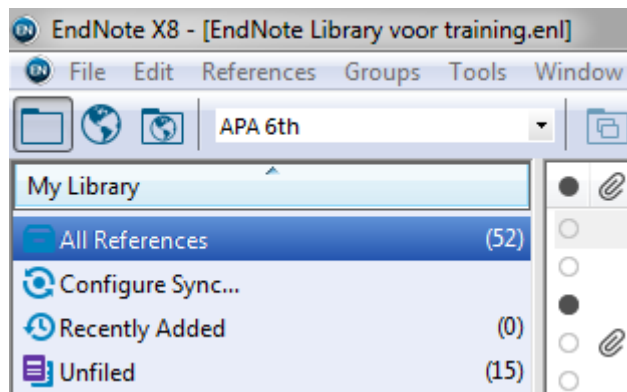 EndNote X8 - [EndNote Library voor training.enl]
File Edit References Groups Tools Window
APA 6th
My Library
All References (52)
Configure Sync...
Recently Added (0)
Unfiled (15)